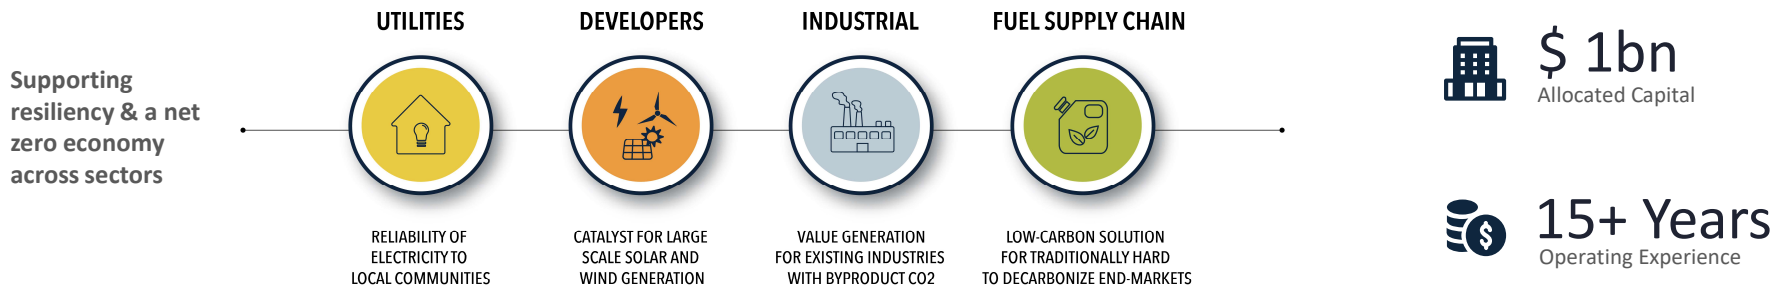 Supporting
resiliency & a net
zero economy
across sectors
UTILITIES
RELIABILITY OF
ELECTRICITY TO
LOCAL COMMUNITIES
DEVELOPERS
CATALYST FOR LARGE
SCALE SOLAR AND
WIND GENERATION
INDUSTRIAL
VALUE GENERATION
FOR EXISTING INDUSTRIES
WITH BYPRODUCT CO2
FUEL SUPPLY CHAIN
LOW-CARBON SOLUTION
FOR TRADITIONALLY HARD
TO DECARBONIZE END-MARKETS
$ 1bn
Allocated Capital
$
15+ Years
Operating Experience